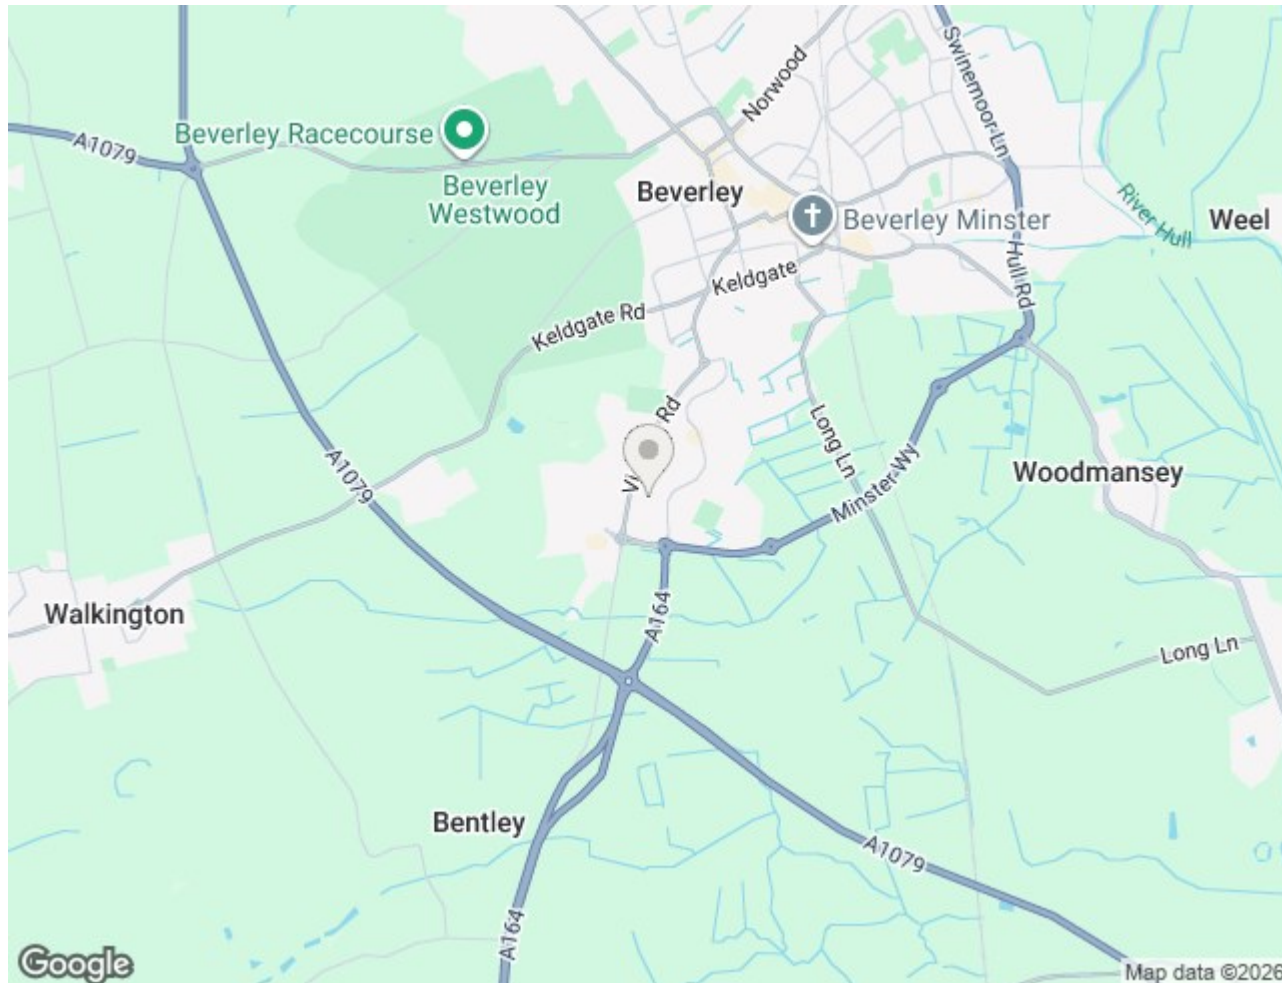 Swinemoor Ln
Norwood
A1079
Beverley Racecourse
Beverley
Westwood
Beverley
Beverley Minster
River Hull
Weel
Hull Rd
Keldgate
Keldgate Rd
Rd
Long Ln
A1079
Minster Wy
Woodmansey
Walkington
A164
Long Ln
Bentley
A1079
A164
Google
Map data ©2026